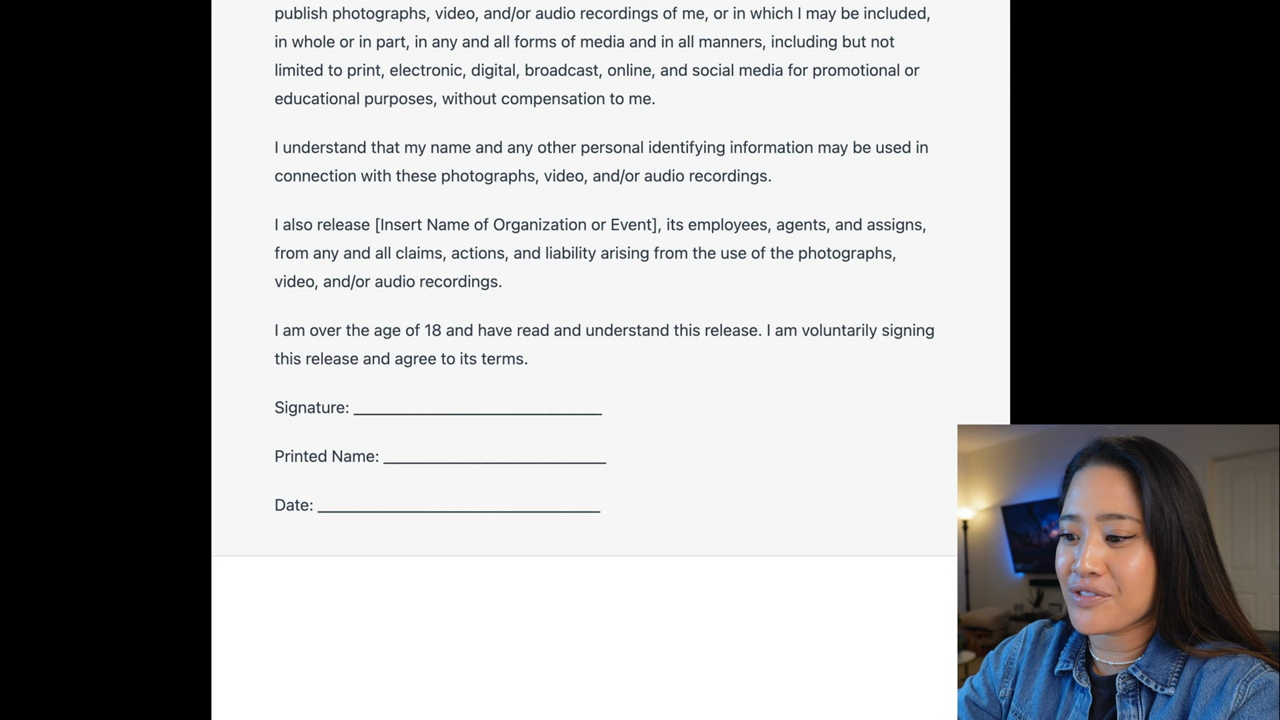 publish photographs, video, and/or audio recordings of me, or in which I may be included,
in whole or in part, in any and all forms of media and in all manners, including but not
limited to print, electronic, digital, broadcast, online, and social media for promotional or
educational purposes, without compensation to me.
I understand that my name and any other personal identifying information may be used in
connection with these photographs, video, and/or audio recordings.
I also release [Insert Name of Organization or Event], its employees, agents, and assigns,
from any and all claims, actions, and liability arising from the use of the photographs,
video, and/or audio recordings.
I am over the age of 18 and have read and understand this release. I am voluntarily signing
this release and agree to its terms.
Signature: ____________________________
Printed Name: _________________________
Date: ________________________________